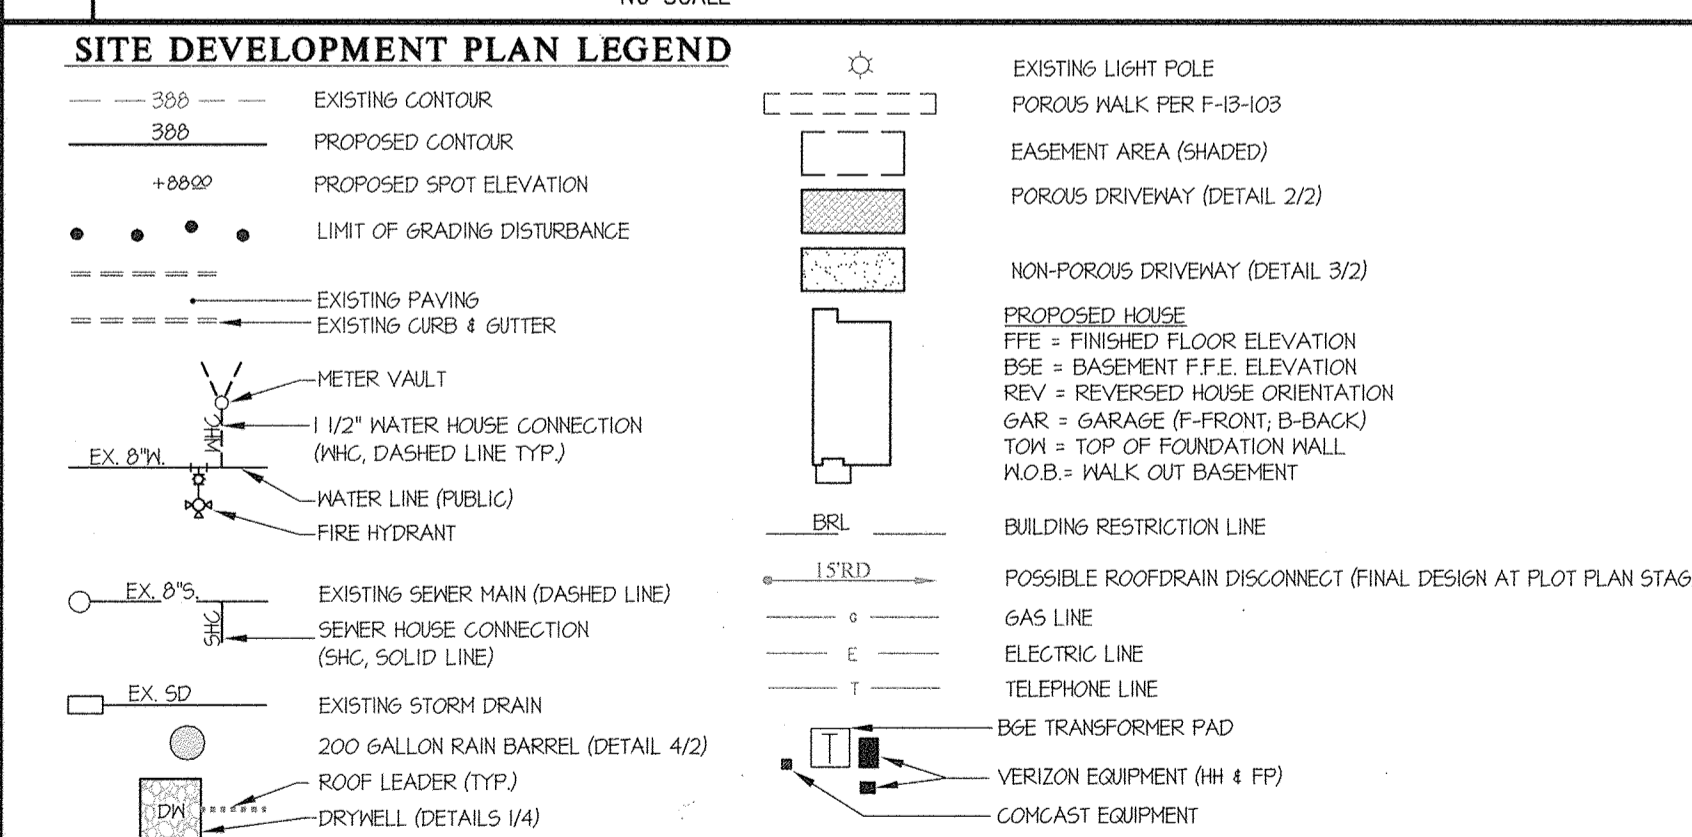 NO SCALE
SITE DEVELOPMENT PLAN LEGEND
388 EXISTING CONTOUR
388 PROPOSED CONTOUR
+8800 PROPOSED SPOT ELEVATION
LIMIT OF GRADING DISTURBANCE
EXISTING PAVING
EXISTING CURB & GUTTER
METER VAULT
WHC
1 1/2" WATER HOUSE CONNECTION
(WHC, DASHED LINE TYP.)
EX. 8"W.
WATER LINE (PUBLIC)
FIRE HYDRANT
EX. 8"S. EXISTING SEWER MAIN (DASHED LINE)
SHC
SEWER HOUSE CONNECTION
(SHC, SOLID LINE)
EX. SD EXISTING STORM DRAIN
200 GALLON RAIN BARREL (DETAIL 4/2)
ROOF LEADER (TYP.)
DW
DRYWELL (DETAILS 1/4)
EXISTING LIGHT POLE
POROUS WALK PER F-13-103
EASEMENT AREA (SHADED)
POROUS DRIVEWAY (DETAIL 2/2)
NON-POROUS DRIVEWAY (DETAIL 3/2)
PROPOSED HOUSE
FFE = FINISHED FLOOR ELEVATION
BSE = BASEMENT F.F.E. ELEVATION
REV = REVERSED HOUSE ORIENTATION
GAR = GARAGE (F-FRONT; B-BACK)
TOW = TOP OF FOUNDATION WALL
W.O.B.= WALK OUT BASEMENT
BRL BUILDING RESTRICTION LINE
15'RD POSSIBLE ROOFDRAIN DISCONNECT (FINAL DESIGN AT PLOT PLAN STAG
G GAS LINE
E ELECTRIC LINE
T TELEPHONE LINE
T BGE TRANSFORMER PAD
VERIZON EQUIPMENT (HH & FP)
COMCAST EQUIPMENT